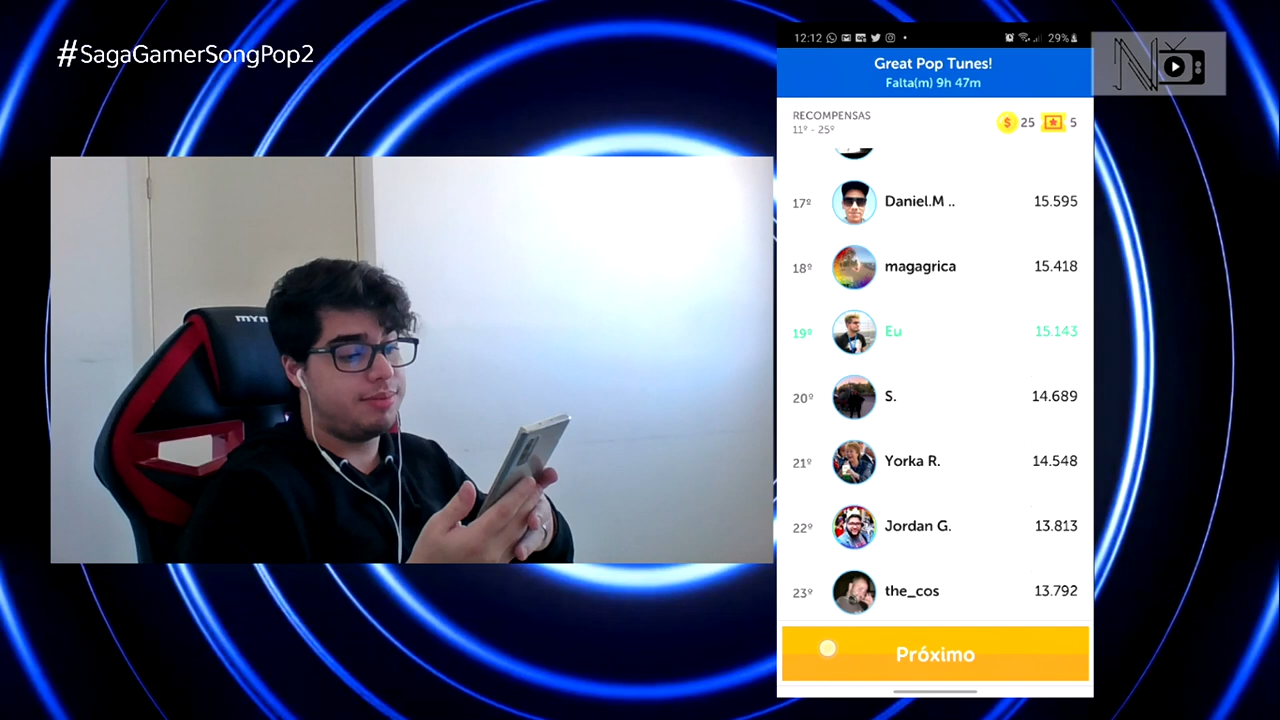 #SagaGamerSongPop2
12:12
29%
Great Pop Tunes!
Falta(m) 9h 47m
RECOMPENSAS
11º - 25º
25
5
17º Daniel.M .. 15.595
18º magagrica 15.418
19º Eu 15.143
20º S. 14.689
21º Yorka R. 14.548
22º Jordan G. 13.813
23º the_cos 13.792
Próximo